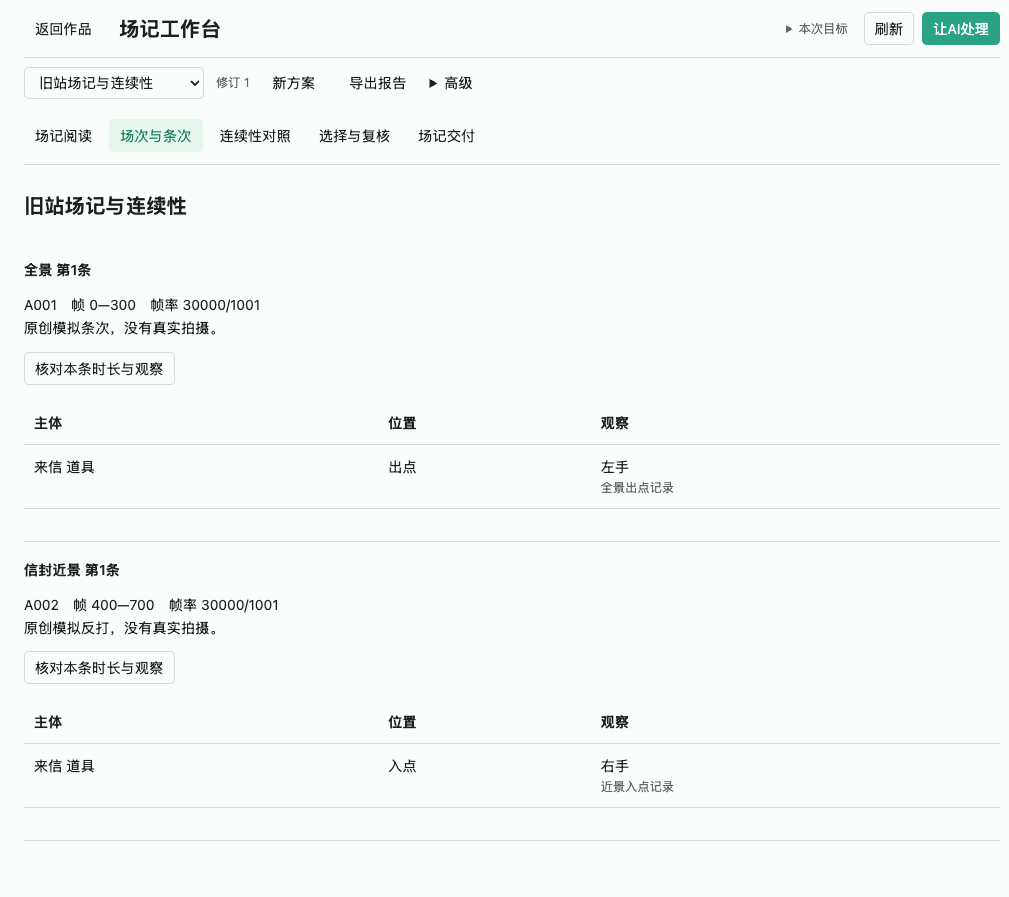 返回作品 场记工作台 ▶ 本次目标 刷新 让AI处理
旧站场记与连续性 修订 1 新方案 导出报告 ▶ 高级
场记阅读 场次与条次 连续性对照 选择与复核 场记交付
旧站场记与连续性
全景 第1条
A001 帧 0—300 帧率 30000/1001
原创模拟条次，没有真实拍摄。
核对本条时长与观察
主体 位置 观察
来信 道具 出点 左手
全景出点记录
信封近景 第1条
A002 帧 400—700 帧率 30000/1001
原创模拟反打，没有真实拍摄。
核对本条时长与观察
主体 位置 观察
来信 道具 入点 右手
近景入点记录